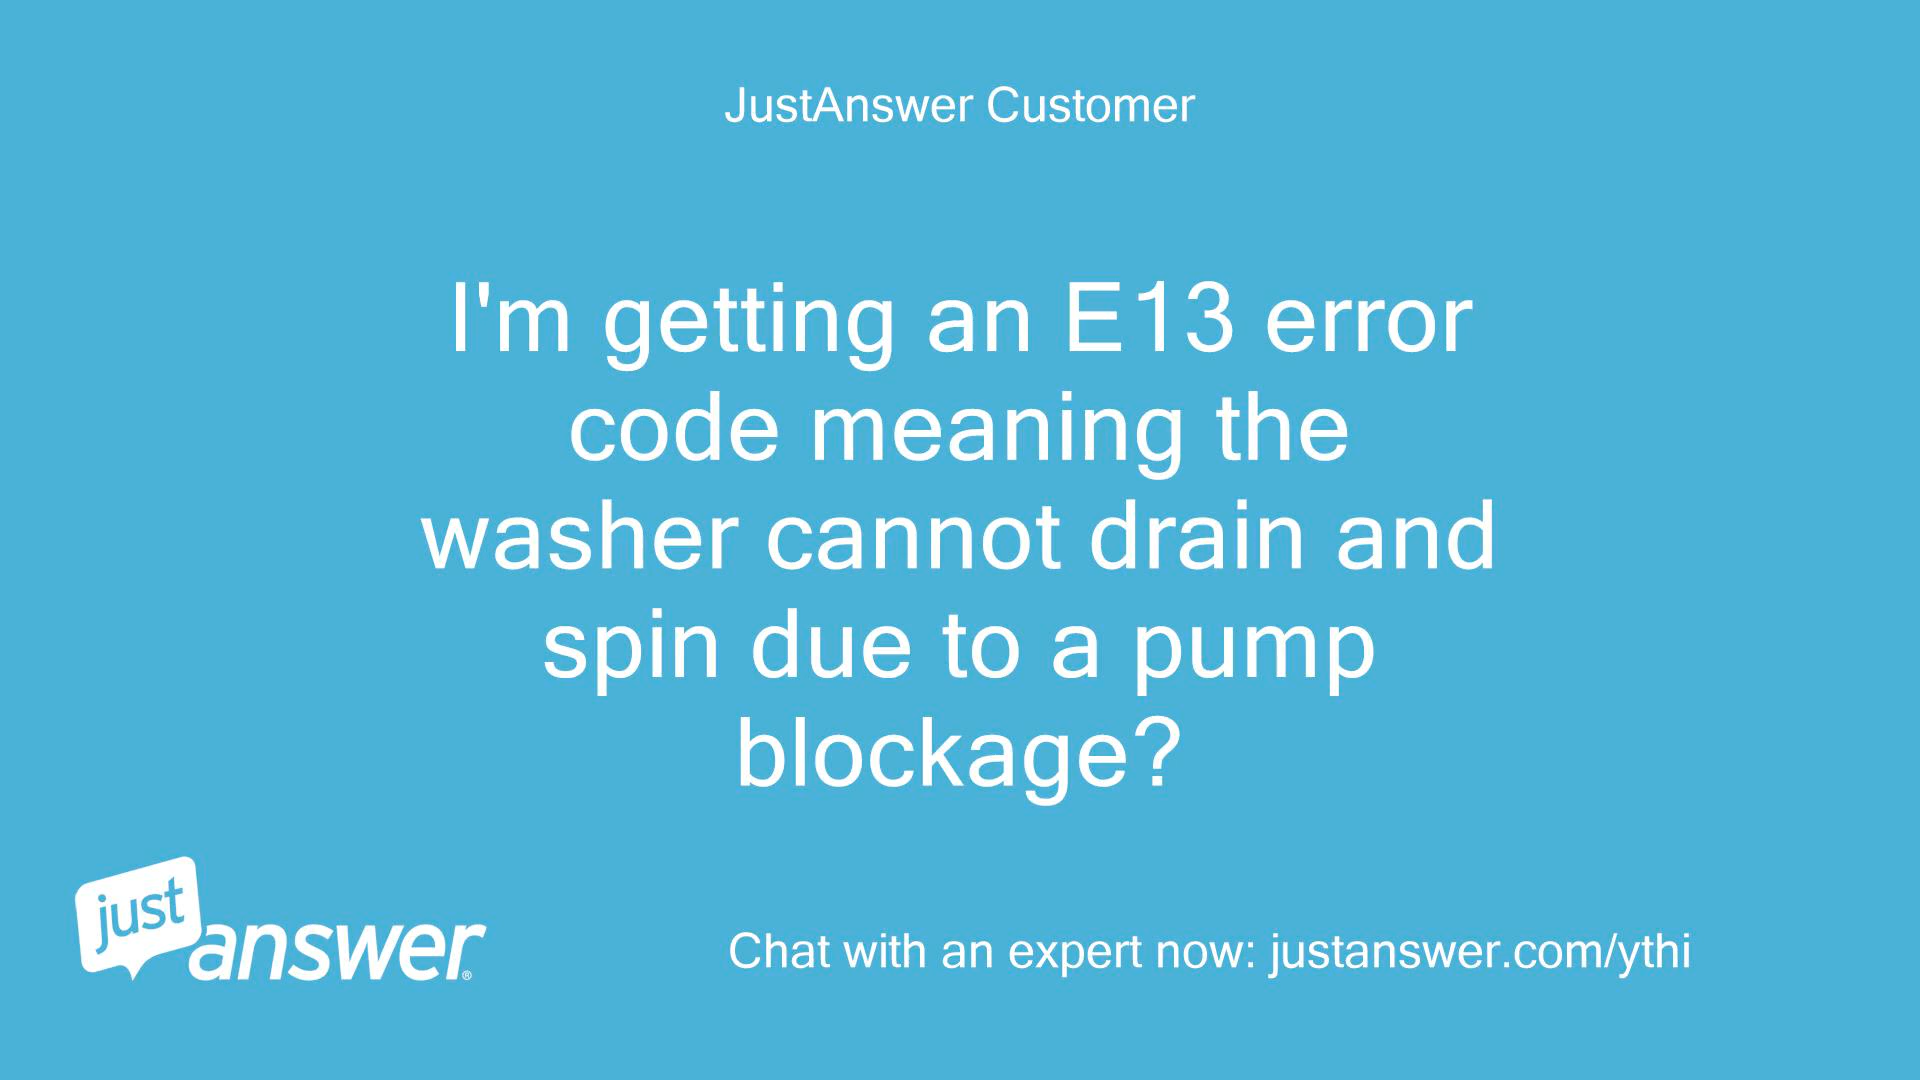 JustAnswer Customer
I'm getting an E13 error
code meaning the
washer cannot drain and
spin due to a pump
blockage?
just
answer®
Chat with an expert now: justanswer.com/ythi